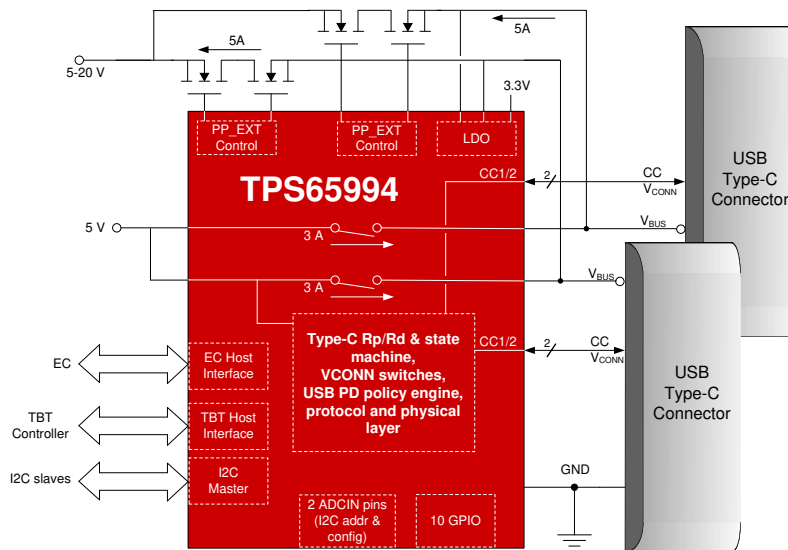 5A
5A
5-20 V
3.3V
PP_EXT
Control
PP_EXT
Control
LDO
TPS65994
CC1/2
2
CC
VCONN
USB
Type-C
Connector
5 V
3 A
VBUS
3 A
VBUS
Type-C Rp/Rd & state
machine,
VCONN switches,
USB PD policy engine,
protocol and physical
layer
CC1/2
2
CC
VCONN
USB
Type-C
Connector
EC
EC Host
Interface
TBT
Controller
TBT Host
Interface
I2C slaves
I2C
Master
GND
2 ADCIN pins
(I2C addr &
config)
10 GPIO